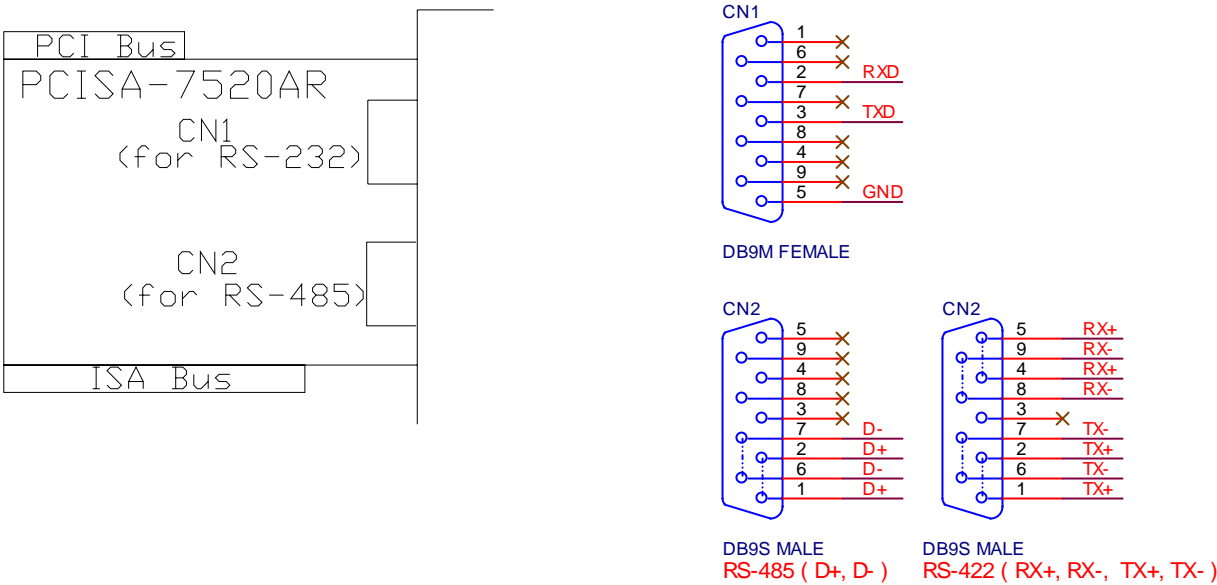 PCI Bus
PCISA-7520AR
CN1
(for RS-232)
CN2
(for RS-485)
ISA Bus
CN1
1
6
2 RXD
7
3 TXD
8
4
9
5 GND
DB9M FEMALE
CN2
5
9
4
8
3
7 D-
2 D+
6 D-
1 D+
DB9S MALE
RS-485 ( D+, D- )
CN2
5 RX+
9 RX-
4 RX+
8 RX-
3
7 TX-
2 TX+
6 TX-
1 TX+
DB9S MALE
RS-422 ( RX+, RX-, TX+, TX- )